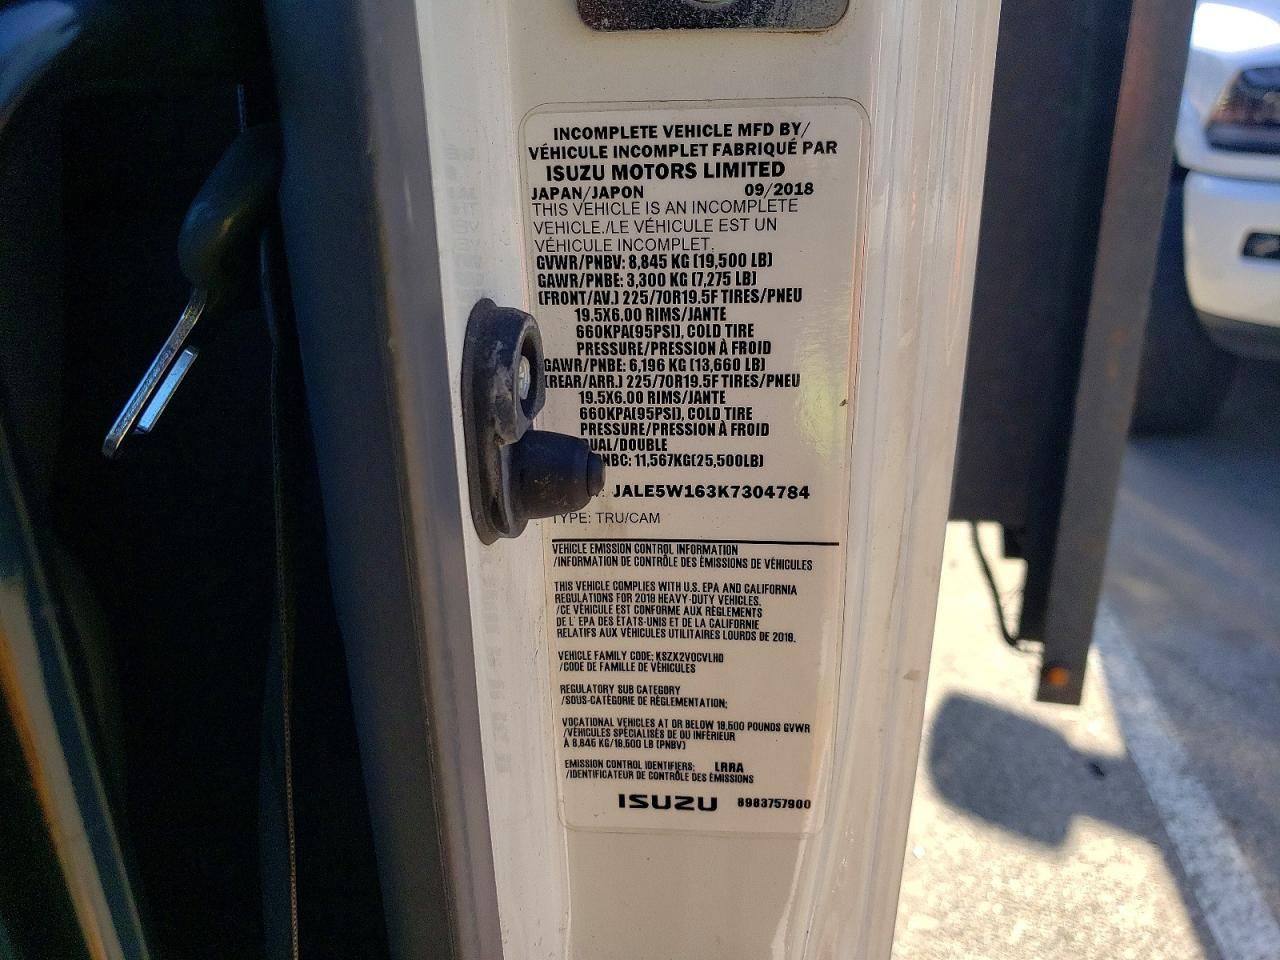 INCOMPLETE VEHICLE MFD BY/
VÉHICULE INCOMPLET FABRIQUÉ PAR
ISUZU MOTORS LIMITED
JAPAN/JAPON 09/2018
THIS VEHICLE IS AN INCOMPLETE
VEHICLE./LE VÉHICULE EST UN
VÉHICULE INCOMPLET.
GVWR/PNBV: 8,845 KG (19,500 LB)
GAWR/PNBE: 3,300 KG (7,275 LB)
(FRONT/AV.) 225/70R19.5F TIRES/PNEU
19.5X6.00 RIMS/JANTE
660KPA(95PSI), COLD TIRE
PRESSURE/PRESSION À FROID
GAWR/PNBE: 6,196 KG (13,660 LB)
(REAR/ARR.) 225/70R19.5F TIRES/PNEU
19.5X6.00 RIMS/JANTE
660KPA(95PSI), COLD TIRE
PRESSURE/PRESSION À FROID
DUAL/DOUBLE
NBC: 11,567KG(25,500LB)
: JALE5W163K7304784
TYPE: TRU/CAM
VEHICLE EMISSION CONTROL INFORMATION
/INFORMATION DE CONTRÔLE DES ÉMISSIONS DE VÉHICULES
THIS VEHICLE COMPLIES WITH U.S. EPA AND CALIFORNIA
REGULATIONS FOR 2019 HEAVY-DUTY VEHICLES.
/CE VÉHICULE EST CONFORME AUX RÈGLEMENTS
DE L' EPA DES ÉTATS-UNIS ET DE LA CALIFORNIE
RELATIFS AUX VÉHICULES UTILITAIRES LOURDS DE 2019.
VEHICLE FAMILY CODE: KSZX2VOCVLHD
/CODE DE FAMILLE DE VÉHICULES
REGULATORY SUB CATEGORY
/SOUS-CATÉGORIE DE RÈGLEMENTATION:
VOCATIONAL VEHICLES AT OR BELOW 19,500 POUNDS GVWR
/VÉHICULES SPÉCIALISÉS DE OU INFÉRIEUR
À 8,845 KG/19,500 LB (PNBV)
EMISSION CONTROL IDENTIFIERS: LRRA
/IDENTIFICATEUR DE CONTRÔLE DES ÉMISSIONS
ISUZU 8983757900